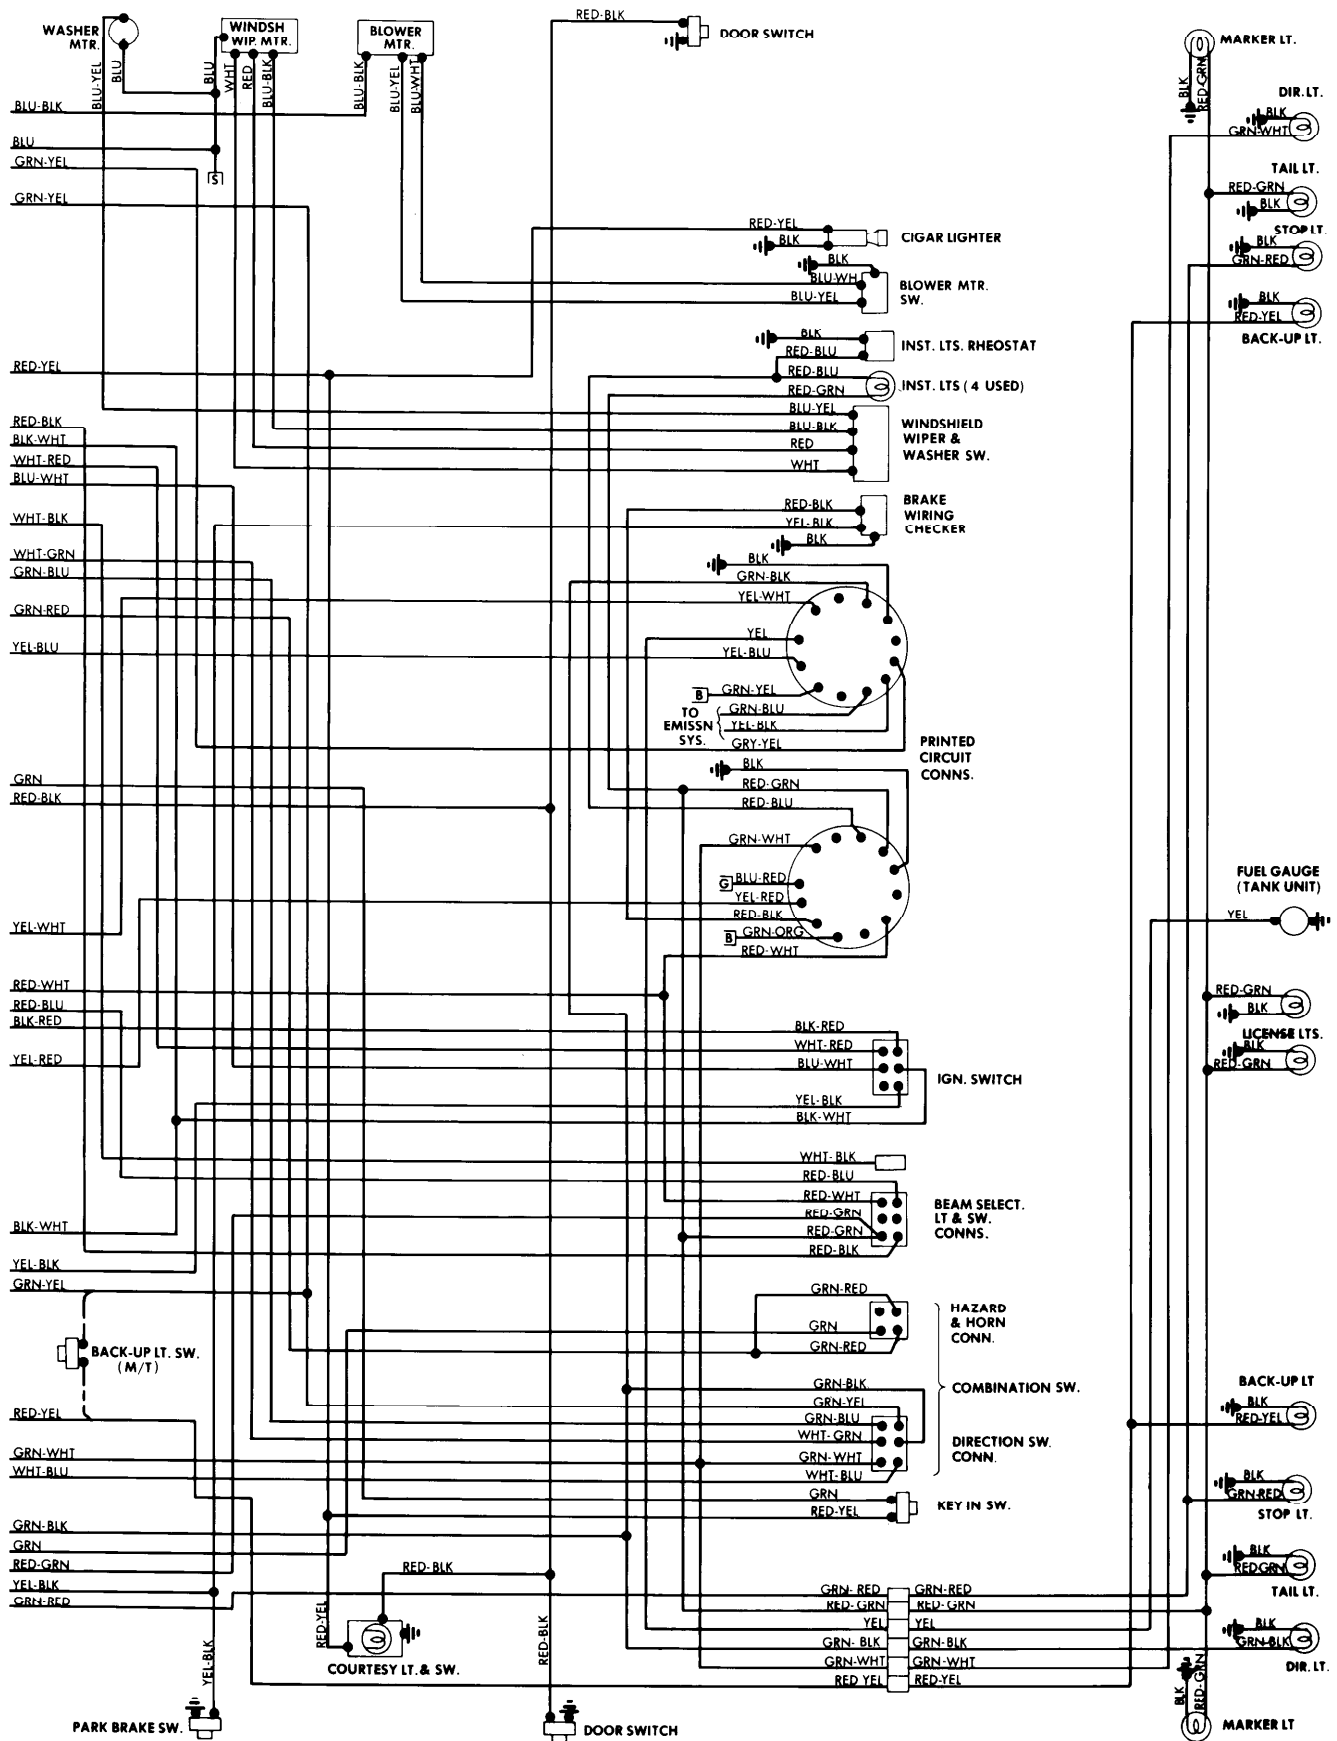 RED-BLK
WASHER
MTR.
WINDSH
WIP. MTR.
BLOWER
MTR.
DOOR SWITCH
MARKER LT.
BLU-YEL
BLU
BLU
WHT
RED
BLU-BLK
BLU-BLK
BLU-YEL
BLU-WHT
BLK
RED-GRN
DIR.LT.
BLK
GRN-WHT
BLU-BLK
BLU
GRN-YEL
S
GRN-YEL
TAIL LT.
RED-GRN
BLK
STOP LT.
BLK
GRN-RED
BLK
RED-YEL
BACK-UP LT.
RED-YEL
BLK
CIGAR LIGHTER
BLK
BLU-WH
BLU-YEL
BLOWER MTR.
SW.
BLK
RED-BLU
INST. LTS. RHEOSTAT
RED-YEL
RED-BLU
RED-GRN
INST. LTS ( 4 USED)
BLU-YEL
BLU-BLK
RED
WHT
WINDSHIELD
WIPER &
WASHER SW.
RED-BLK
BLK-WHT
WHT-RED
BLU-WHT
WHT-BLK
WHT-GRN
GRN-BLU
GRN-RED
YEL-BLU
RED-BLK
YEL-BLK
BLK
BRAKE
WIRING
CHECKER
BLK
GRN-BLK
YEL-WHT
YEL
YEL-BLU
B
GRN-YEL
TO
EMISSN
SYS.
GRN-BLU
YEL-BLK
GRY-YEL
PRINTED
CIRCUIT
CONNS.
GRN
RED-BLK
BLK
RED-GRN
RED-BLU
GRN-WHT
G
BLU-RED
YEL-RED
RED-BLK
B
GRN-ORG
RED-WHT
FUEL GAUGE
(TANK UNIT)
YEL
YEL-WHT
RED-WHT
RED-BLU
BLK-RED
YEL-RED
RED-GRN
BLK
LICENSE LTS.
BLK
RED-GRN
BLK-RED
WHT-RED
BLU-WHT
IGN. SWITCH
YEL-BLK
BLK-WHT
WHT-BLK
RED-BLU
RED-WHT
RED-GRN
RED-GRN
RED-BLK
BEAM SELECT.
LT & SW.
CONNS.
BLK-WHT
YEL-BLK
GRN-YEL
BACK-UP LT. SW.
(M/T)
GRN-RED
GRN
GRN-RED
HAZARD
& HORN
CONN.
COMBINATION SW.
GRN-BLK
GRN-YEL
GRN-BLU
WHT-GRN
GRN-WHT
WHT-BLU
DIRECTION SW.
CONN.
BACK-UP LT
BLK
RED-YEL
RED-YEL
GRN-WHT
WHT-BLU
GRN
RED-YEL
KEY IN SW.
BLK
GRN-RED
STOP LT.
GRN-BLK
GRN
RED-GRN
YEL-BLK
GRN-RED
RED-BLK
BLK
RED GRN
TAIL LT.
GRN- RED
RED- GRN
YEL
GRN- BLK
GRN-WHT
RED YEL
GRN-RED
RED- GRN
YEL
GRN-BLK
GRN-WHT
RED-YEL
BLK
GRN-BLK
DIR. LT.
RED-YEL
COURTESY LT. & SW.
YEL-BLK
RED-BLK
PARK BRAKE SW.
DOOR SWITCH
BLK
RED-GRN
MARKER LT